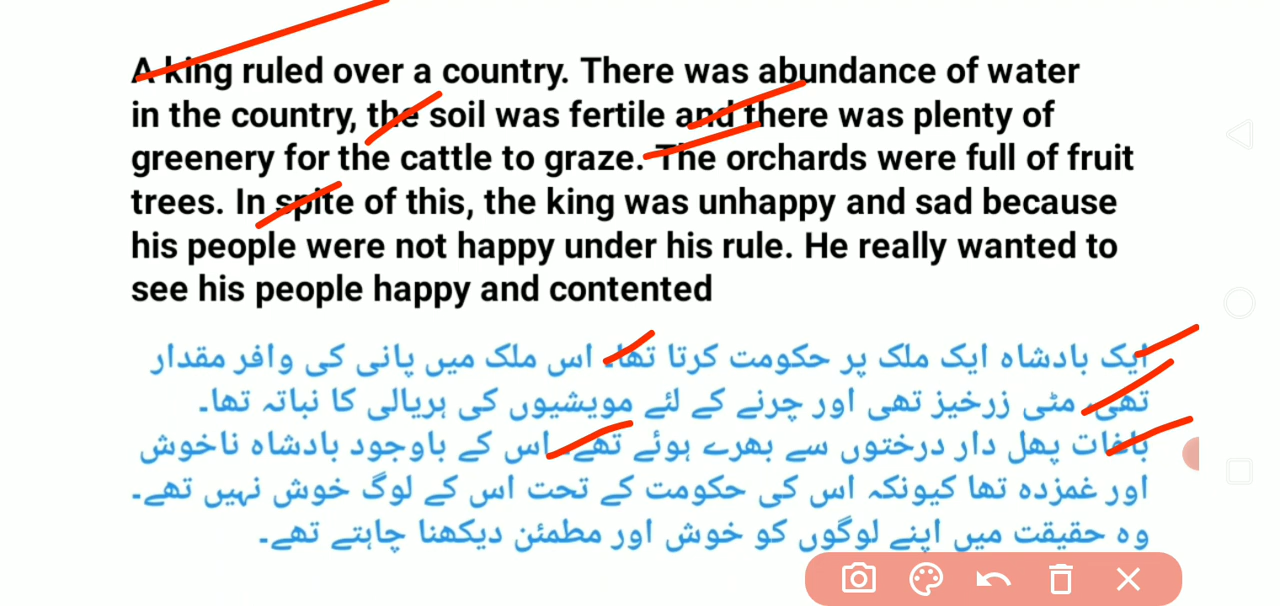 A king ruled over a country. There was abundance of water
in the country, the soil was fertile and there was plenty of
greenery for the cattle to graze. The orchards were full of fruit
trees. In spite of this, the king was unhappy and sad because
his people were not happy under his rule. He really wanted to
see his people happy and contented
ایک بادشاہ ایک ملک پر حکومت کرتا تھا۔ اس ملک میں پانی کی وافر مقدار
تھی، مٹی زرخیز تھی اور چرنے کے لئے مویشیوں کی ہریالی کا نباتہ تھا۔
باغات پھل دار درختوں سے بھرے ہوئے تھے۔ اس کے باوجود بادشاہ ناخوش
اور غمزدہ تھا کیونکہ اس کی حکومت کے تحت اس کے لوگ خوش نہیں تھے۔
وہ حقیقت میں اپنے لوگوں کو خوش اور مطمئن دیکھنا چاہتے تھے۔